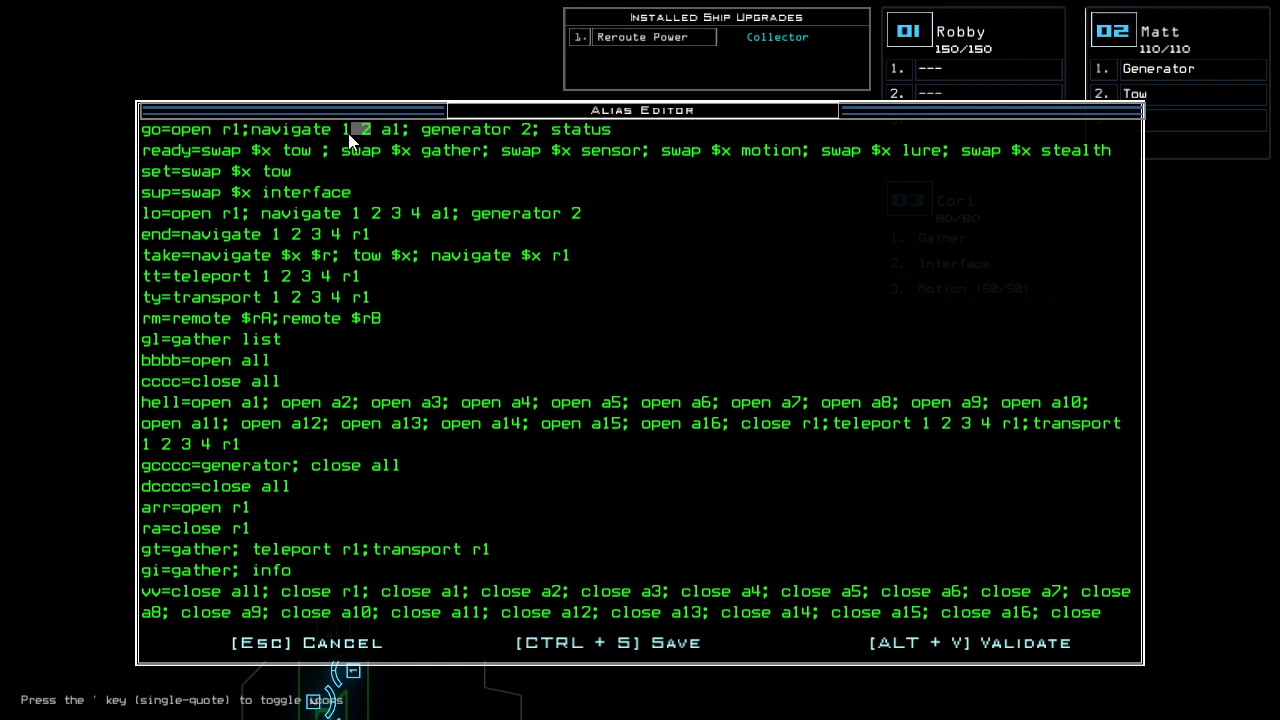 Installed Ship Upgrades
1. Reroute Power Collector
01 Robby
150/150
1. ---
2. ---
02 Matt
110/110
1. Generator
2. Tow
Alias Editor
go=open r1;navigate 1 2 a1; generator 2; status
ready=swap $x tow ; swap $x gather; swap $x sensor; swap $x motion; swap $x lure; swap $x stealth
set=swap $x tow
sup=swap $x interface
lo=open r1; navigate 1 2 3 4 a1; generator 2
end=navigate 1 2 3 4 r1
take=navigate $x $r; tow $x; navigate $x r1
tt=teleport 1 2 3 4 r1
ty=transport 1 2 3 4 r1
rm=remote $rA;remote $rB
gl=gather list
bbbb=open all
cccc=close all
hell=open a1; open a2; open a3; open a4; open a5; open a6; open a7; open a8; open a9; open a10;
open a11; open a12; open a13; open a14; open a15; open a16; close r1;teleport 1 2 3 4 r1;transport
1 2 3 4 r1
gcccc=generator; close all
dcccc=close all
arr=open r1
ra=close r1
gt=gather; teleport r1;transport r1
gi=gather; info
vv=close all; close r1; close a1; close a2; close a3; close a4; close a5; close a6; close a7; close
a8; close a9; close a10; close a11; close a12; close a13; close a14; close a15; close a16; close
03 Cori
80/80
1. Gather
2. Interface
3. Motion (50/50)
[Esc] Cancel [CTRL + S] Save [ALT + V] Validate
1
Press the ' key (single-quote) to toggle